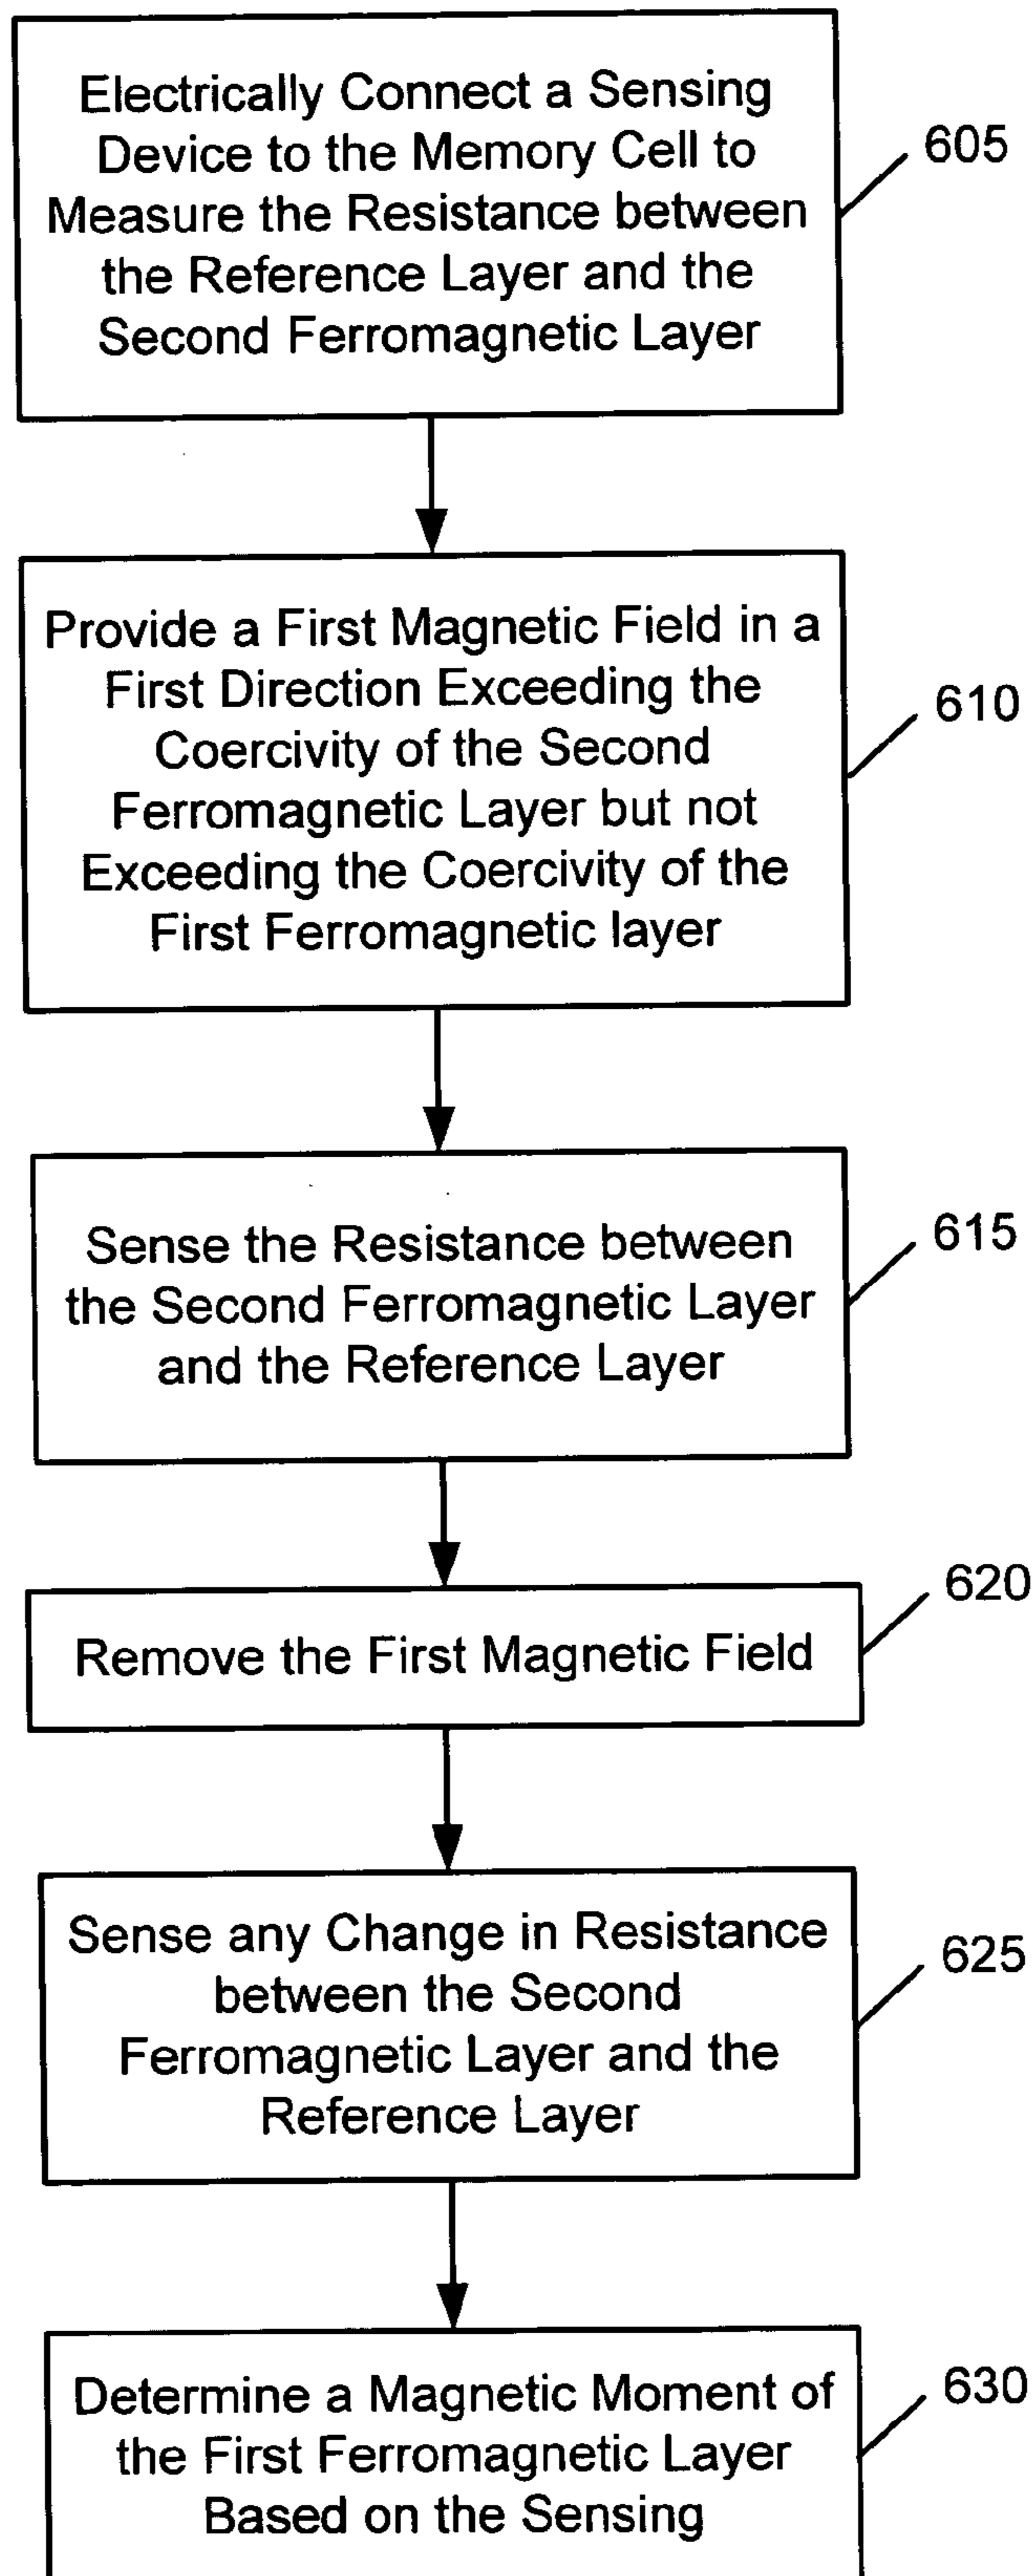 Electrically Connect a Sensing
Device to the Memory Cell to
Measure the Resistance between
the Reference Layer and the
Second Ferromagnetic Layer
605
Provide a First Magnetic Field in a
First Direction Exceeding the
Coercivity of the Second
Ferromagnetic Layer but not
Exceeding the Coercivity of the
First Ferromagnetic layer
610
Sense the Resistance between
the Second Ferromagnetic Layer
and the Reference Layer
615
Remove the First Magnetic Field
620
Sense any Change in Resistance
between the Second
Ferromagnetic Layer and the
Reference Layer
625
Determine a Magnetic Moment of
the First Ferromagnetic Layer
Based on the Sensing
630